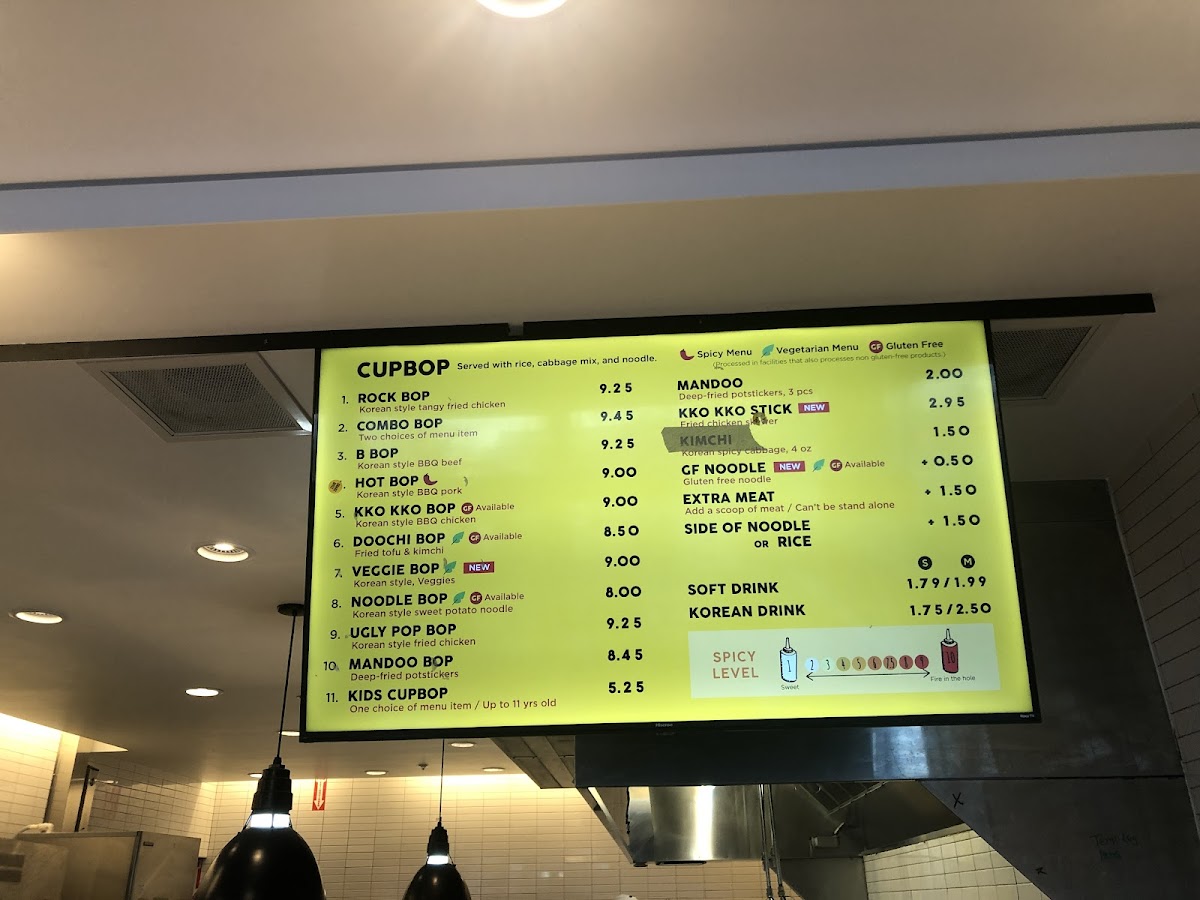 CUPBOP Served with rice, cabbage mix, and noodle.
1. ROCK BOP 9.25
Korean style tangy fried chicken
2. COMBO BOP 9.45
Two choices of menu item
3. B BOP 9.25
Korean style BBQ beef
HOT BOP 9.00
Korean style BBQ pork
5. KKO KKO BOP GF Available 9.00
Korean style BBQ chicken
6. DOOCHI BOP GF Available 8.50
Fried tofu & kimchi
7. VEGGIE BOP NEW 9.00
Korean style, Veggies
8. NOODLE BOP GF Available 8.00
Korean style sweet potato noodle
9. UGLY POP BOP 9.25
Korean style fried chicken
10. MANDOO BOP 8.45
Deep-fried potstickers
11. KIDS CUPBOP 5.25
One choice of menu item / Up to 11 yrs old
Spicy Menu Vegetarian Menu GF Gluten Free
(Processed in facilities that also processes non gluten-free products.)
MANDOO 2.00
Deep-fried potstickers, 3 pcs
KKO KKO STICK NEW 2.95
Fried chicken skewer
KIMCHI 1.50
Korean spicy cabbage, 4 oz
GF NOODLE NEW GF Available + 0.50
Gluten free noodle
EXTRA MEAT + 1.50
Add a scoop of meat / Can't be stand alone
SIDE OF NOODLE + 1.50
OR RICE
S M
SOFT DRINK 1.79/1.99
KOREAN DRINK 1.75/2.50
SPICY
LEVEL
1 2 3 4 5 6 7.5 8 9 10
Sweet Fire in the hole